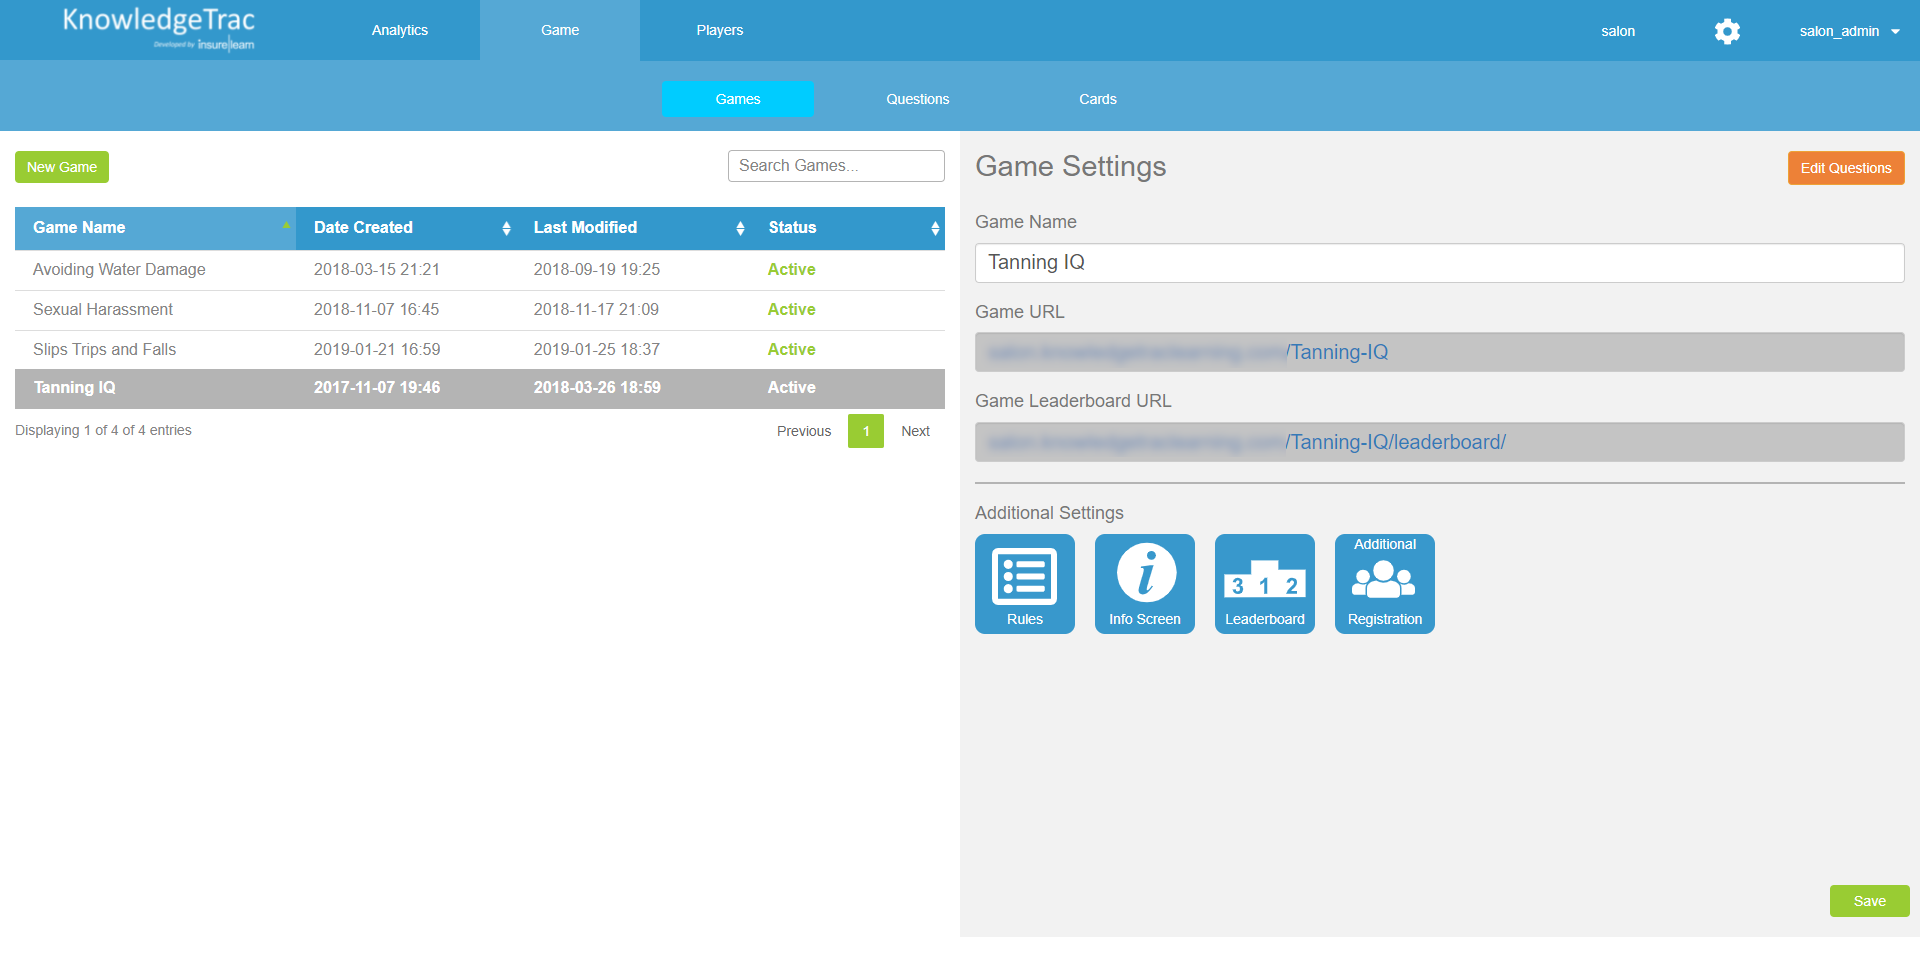 KnowledgeTrac
Developed by insure|learn
Analytics
Game
Players
salon
salon_admin
Games
Questions
Cards
New Game
Search Games...
Game Name
Date Created
Last Modified
Status
Avoiding Water Damage
2018-03-15 21:21
2018-09-19 19:25
Active
Sexual Harassment
2018-11-07 16:45
2018-11-17 21:09
Active
Slips Trips and Falls
2019-01-21 16:59
2019-01-25 18:37
Active
Tanning IQ
2017-11-07 19:46
2018-03-26 18:59
Active
Displaying 1 of 4 of 4 entries
Previous
1
Next
Game Settings
Edit Questions
Game Name
Tanning IQ
Game URL
/Tanning-IQ
Game Leaderboard URL
/Tanning-IQ/leaderboard/
Additional Settings
Rules
i
Info Screen
3 1 2
Leaderboard
Additional
Registration
Save